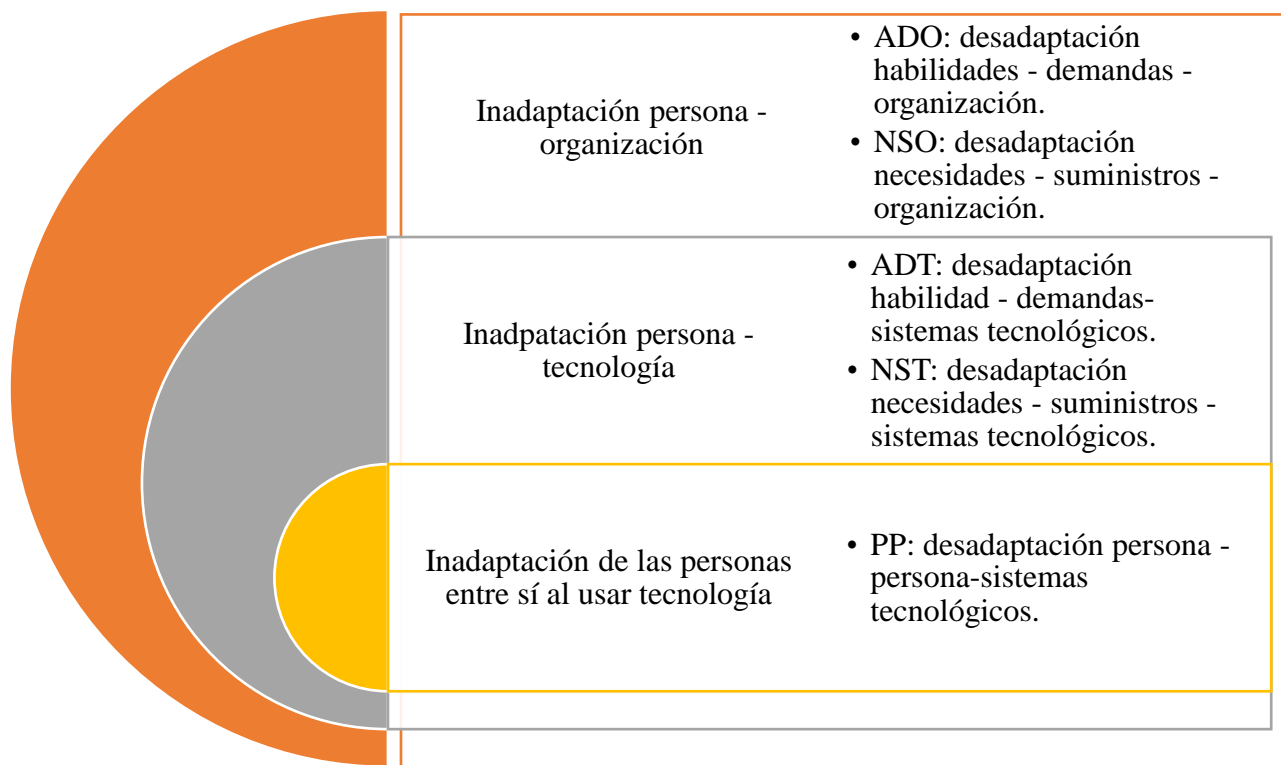 Inadaptación persona -
organización
• ADO: desadaptación
habilidades - demandas -
organización.
• NSO: desadaptación
necesidades - suministros -
organización.
Inadpatación persona -
tecnología
• ADT: desadaptación
habilidad - demandas-
sistemas tecnológicos.
• NST: desadaptación
necesidades - suministros -
sistemas tecnológicos.
Inadaptación de las personas
entre sí al usar tecnología
• PP: desadaptación persona -
persona-sistemas
tecnológicos.